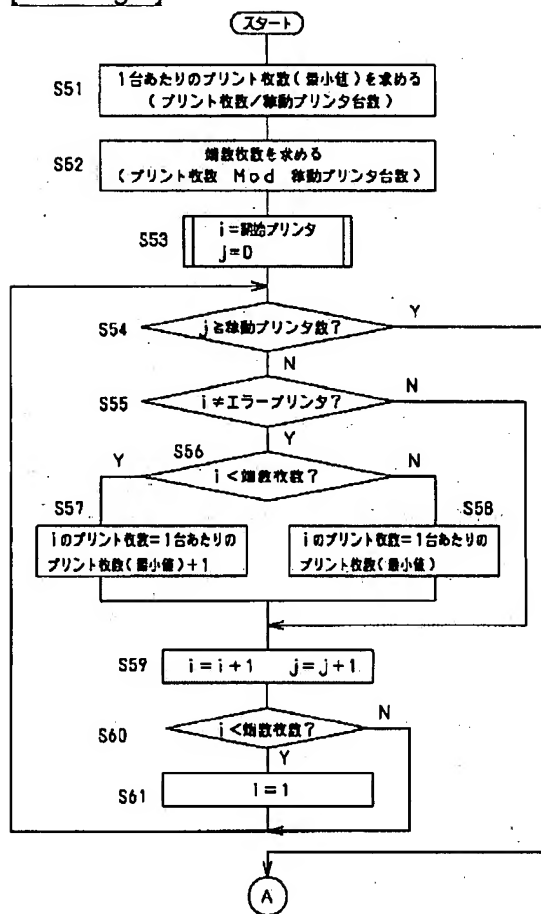 スタート
S51
1台あたりのプリント枚数(最小値)を求める
(プリント枚数/稼動プリンタ台数)
S52
端数枚数を求める
(プリント枚数 Mod 稼動プリンタ台数)
S53
i=開始プリンタ
j=0
S54
j≧稼動プリンタ数?
Y
N
S55
i≠エラープリンタ?
N
Y
S56
i<端数枚数?
Y
N
S57
iのプリント枚数=1台あたりの
プリント枚数(最小値)+1
S58
iのプリント枚数=1台あたりの
プリント枚数(最小値)
S59
i=i+1 j=j+1
S60
i<端数枚数?
N
Y
S61
i=1
A